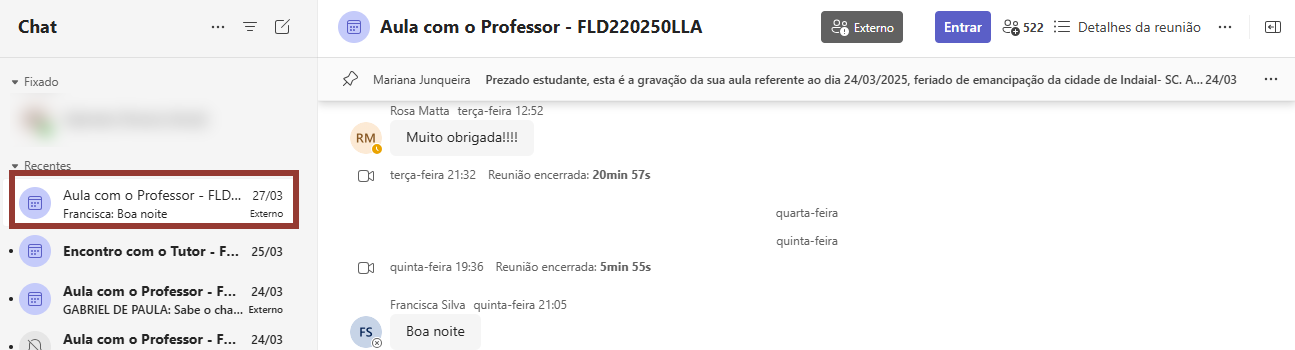 Chat
Fixado
Recentes
Aula com o Professor - FLD... 27/03
Francisca: Boa noite Externo
Encontro com o Tutor - F... 25/03
Aula com o Professor - F... 24/03
GABRIEL DE PAULA: Sabe o cha... Externo
Aula com o Professor - F... 24/03
Aula com o Professor - FLD220250LLA Externo Entrar 522 Detalhes da reunião
Mariana Junqueira Prezado estudante, esta é a gravação da sua aula referente ao dia 24/03/2025, feriado de emancipação da cidade de Indaial- SC. A... 24/03
Rosa Matta terça-feira 12:52
RM Muito obrigada!!!!
terça-feira 21:32 Reunião encerrada: 20min 57s
quarta-feira
quinta-feira
quinta-feira 19:36 Reunião encerrada: 5min 55s
Francisca Silva quinta-feira 21:05
FS Boa noite